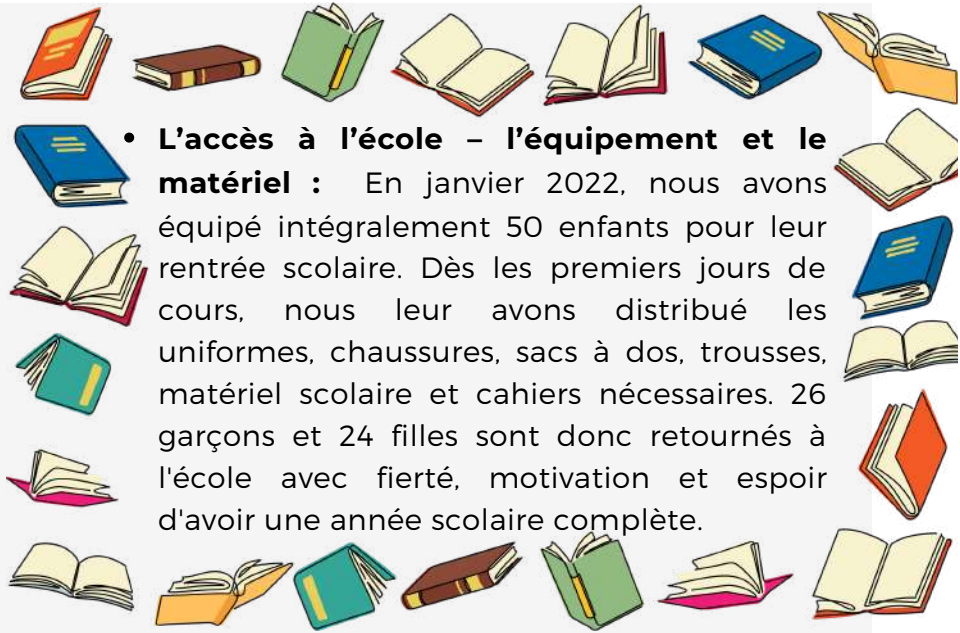 • L’accès à l’école – l’équipement et le
matériel : En janvier 2022, nous avons
équipé intégralement 50 enfants pour leur
rentrée scolaire. Dès les premiers jours de
cours, nous leur avons distribué les
uniformes, chaussures, sacs à dos, trousses,
matériel scolaire et cahiers nécessaires. 26
garçons et 24 filles sont donc retournés à
l'école avec fierté, motivation et espoir
d'avoir une année scolaire complète.